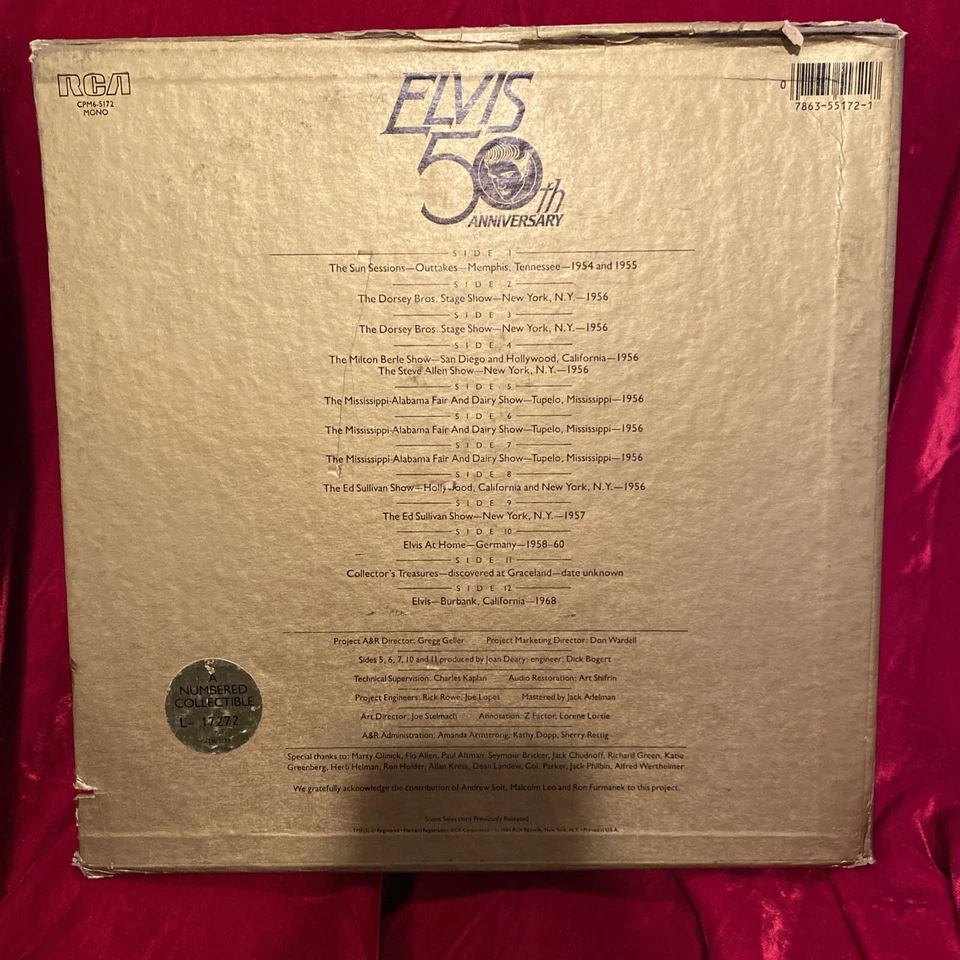 RCA
CPM6-5172
MONO
0
7863-55172-1
ELVIS
50th
ANNIVERSARY
SIDE 1
The Sun Sessions—Outtakes—Memphis, Tennessee—1954 and 1955
SIDE 2
The Dorsey Bros. Stage Show—New York, N.Y.—1956
SIDE 3
The Dorsey Bros. Stage Show—New York, N.Y.—1956
SIDE 4
The Milton Berle Show—San Diego and Hollywood, California—1956
The Steve Allen Show—New York, N.Y.—1956
SIDE 5
The Mississippi-Alabama Fair And Dairy Show—Tupelo, Mississippi—1956
SIDE 6
The Mississippi-Alabama Fair And Dairy Show—Tupelo, Mississippi—1956
SIDE 7
The Mississippi-Alabama Fair And Dairy Show—Tupelo, Mississippi—1956
SIDE 8
The Ed Sullivan Show—Hollywood, California and New York, N.Y.—1956
SIDE 9
The Ed Sullivan Show—New York, N.Y.—1957
SIDE 10
Elvis At Home—Germany—1958-60
SIDE 11
Collector's Treasures—discovered at Graceland—date unknown
SIDE 12
Elvis—Burbank, California—1968
Project A&R Director: Gregg Geller Project Marketing Director: Don Wardell
Sides 5, 6, 7, 10 and 11 produced by Joan Deary; engineer: Dick Bogert
Technical Supervision: Charles Kaplan Audio Restoration: Art Shifrin
Project Engineers: Rick Rowe, Joe Lopes Mastered by Jack Adelman
Art Director: Joe Stelmach Annotation: Z Factor, Lorene Lortie
A&R Administration: Amanda Armstrong, Kathy Dopp, Sherry Rettig
Special thanks to: Marty Olinick, Flo Allen, Paul Altman, Seymour Bricker, Jack Chudnoff, Richard Green, Katie
Greenberg, Herb Helman, Ron Holder, Allan Kress, Dean Landew, Col. Parker, Jack Philbin, Alfred Wertheimer
We gratefully acknowledge the contribution of Andrew Solt, Malcolm Leo and Ron Furmanek to this project.
Some Selections Previously Released
A
NUMBERED
COLLECTIBLE
L- 17272